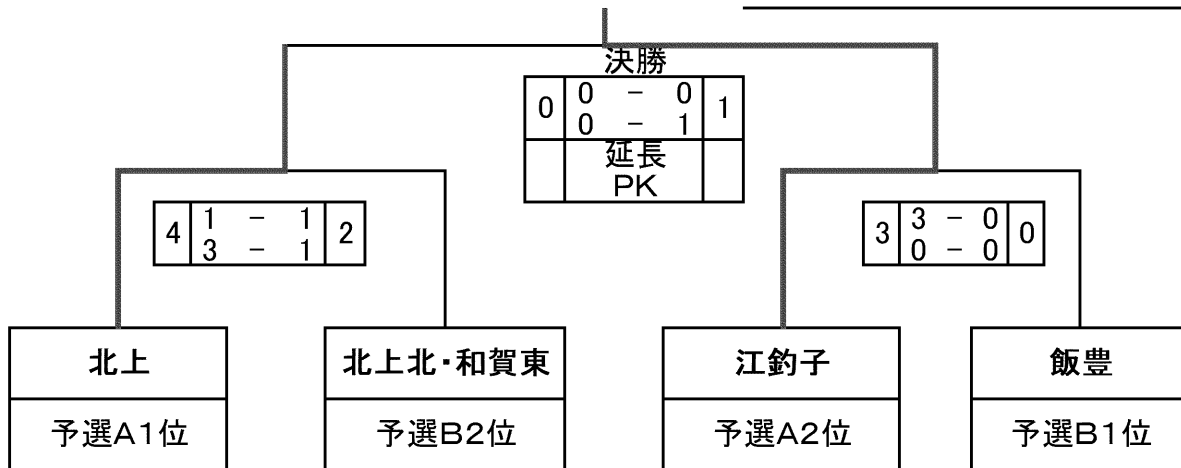 決勝
0 0 - 0 1
0 - 1
延長
PK
4 1 - 1 2
3 - 1
3 3 - 0 0
0 - 0
北上 北上北・和賀東 江釣子 飯豊
予選A1位 予選B2位 予選A2位 予選B1位